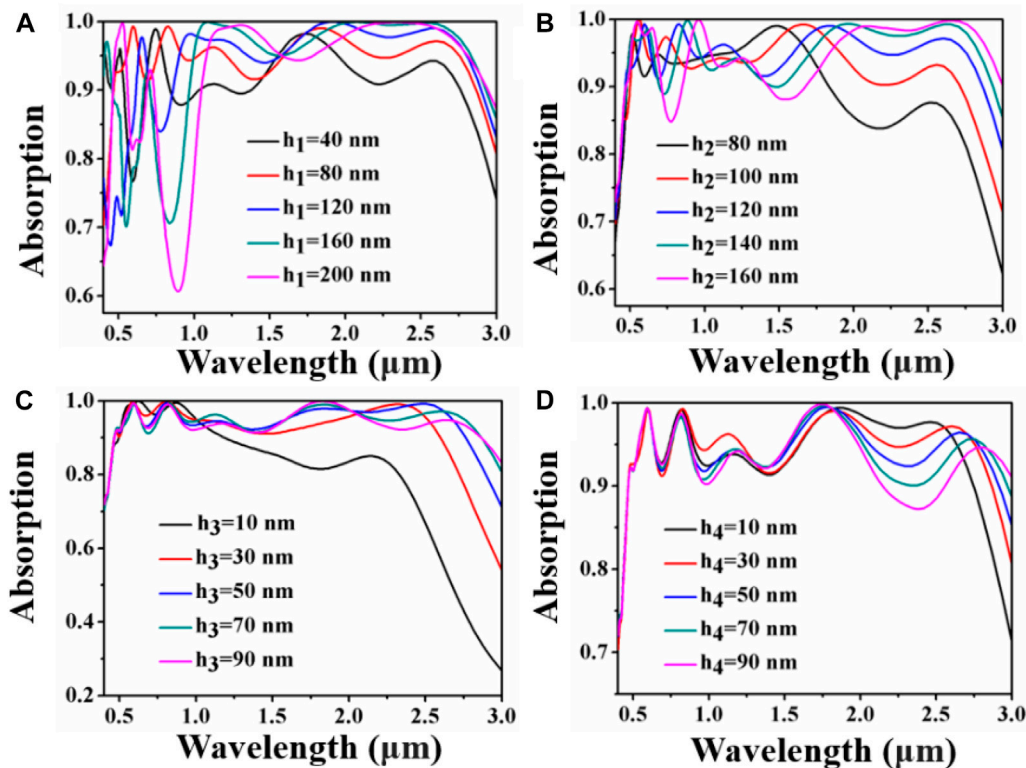 A
Absorption
1.0
0.9
0.8
0.7
0.6
h1=40 nm
h1=80 nm
h1=120 nm
h1=160 nm
h1=200 nm
0.5 1.0 1.5 2.0 2.5 3.0
Wavelength (μm)
B
Absorption
1.0
0.9
0.8
0.7
0.6
h2=80 nm
h2=100 nm
h2=120 nm
h2=140 nm
h2=160 nm
0.5 1.0 1.5 2.0 2.5 3.0
Wavelength (μm)
C
Absorption
1.0
0.8
0.6
0.4
0.2
h3=10 nm
h3=30 nm
h3=50 nm
h3=70 nm
h3=90 nm
0.5 1.0 1.5 2.0 2.5 3.0
Wavelength (μm)
D
Absorption
1.0
0.9
0.8
0.7
h4=10 nm
h4=30 nm
h4=50 nm
h4=70 nm
h4=90 nm
0.5 1.0 1.5 2.0 2.5 3.0
Wavelength (μm)